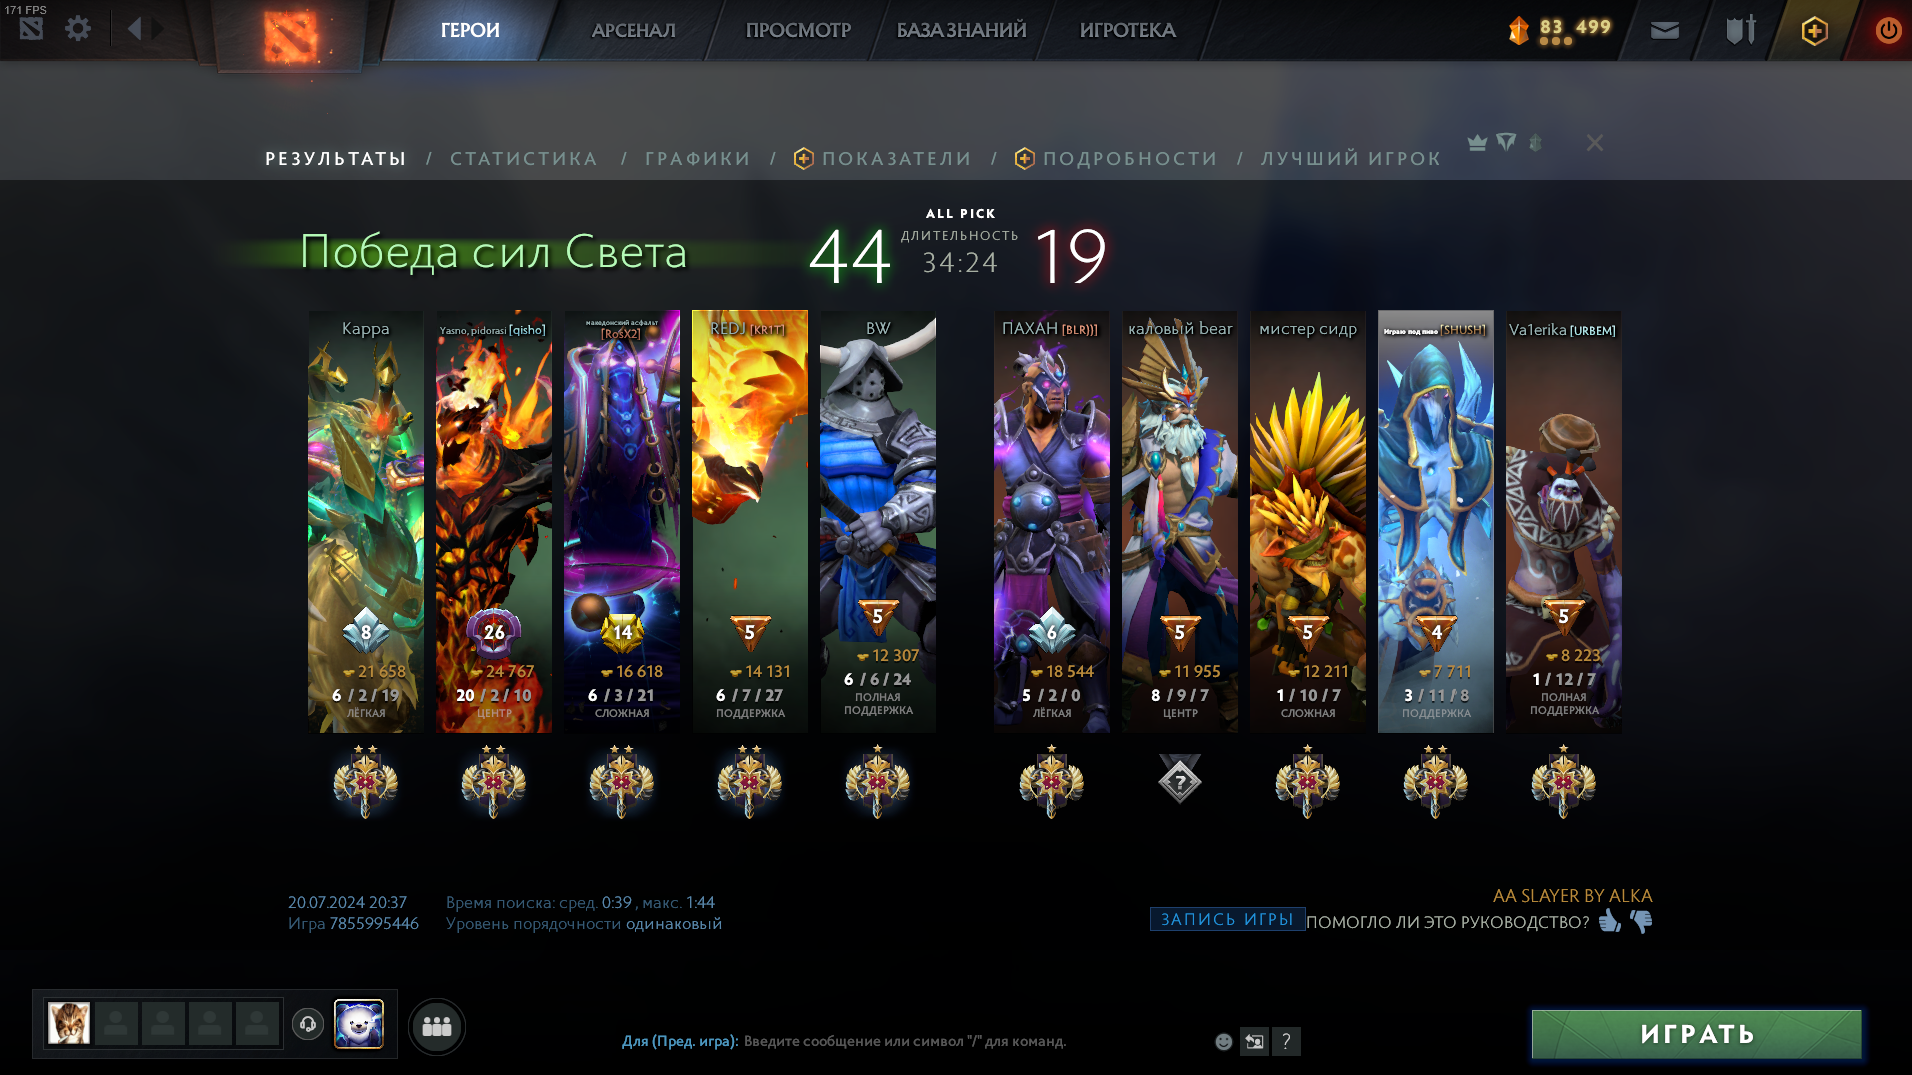 171 FPS
ГЕРОИ
АРСЕНАЛ
ПРОСМОТР
БАЗА ЗНАНИЙ
ИГРОТЕКА
83 499
РЕЗУЛЬТАТЫ / СТАТИСТИКА / ГРАФИКИ / ПОКАЗАТЕЛИ / ПОДРОБНОСТИ / ЛУЧШИЙ ИГРОК
Победа сил Света
44
ALL PICK
ДЛИТЕЛЬНОСТЬ
34:24
19
Kappa
8
21 658
6 / 2 / 19
ЛЁГКАЯ
Yasno, pidorasi [qisho]
26
24 767
20 / 2 / 10
ЦЕНТР
македонский асфальт
[RosX2]
14
16 618
6 / 3 / 21
СЛОЖНАЯ
REDJ [KR1T]
5
14 131
6 / 7 / 27
ПОДДЕРЖКА
BW
5
12 307
6 / 6 / 24
ПОЛНАЯ
ПОДДЕРЖКА
ПАХАН [BLR)))]
6
18 544
5 / 2 / 0
ЛЁГКАЯ
каловый bear
5
11 955
8 / 9 / 7
ЦЕНТР
?
мистер сидр
5
12 211
1 / 10 / 7
СЛОЖНАЯ
Играю под пиво [SHUSH]
4
7 711
3 / 11 / 8
ПОДДЕРЖКА
Va1erika [URBEM]
5
8 223
1 / 12 / 7
ПОЛНАЯ
ПОДДЕРЖКА
20.07.2024 20:37
Игра 7855995446
Время поиска: сред. 0:39 , макс. 1:44
Уровень порядочности одинаковый
AA SLAYER BY ALKA
ЗАПИСЬ ИГРЫ
ПОМОГЛО ЛИ ЭТО РУКОВОДСТВО?
Для (Пред. игра): Введите сообщение или символ "/" для команд.
?
ИГРАТЬ